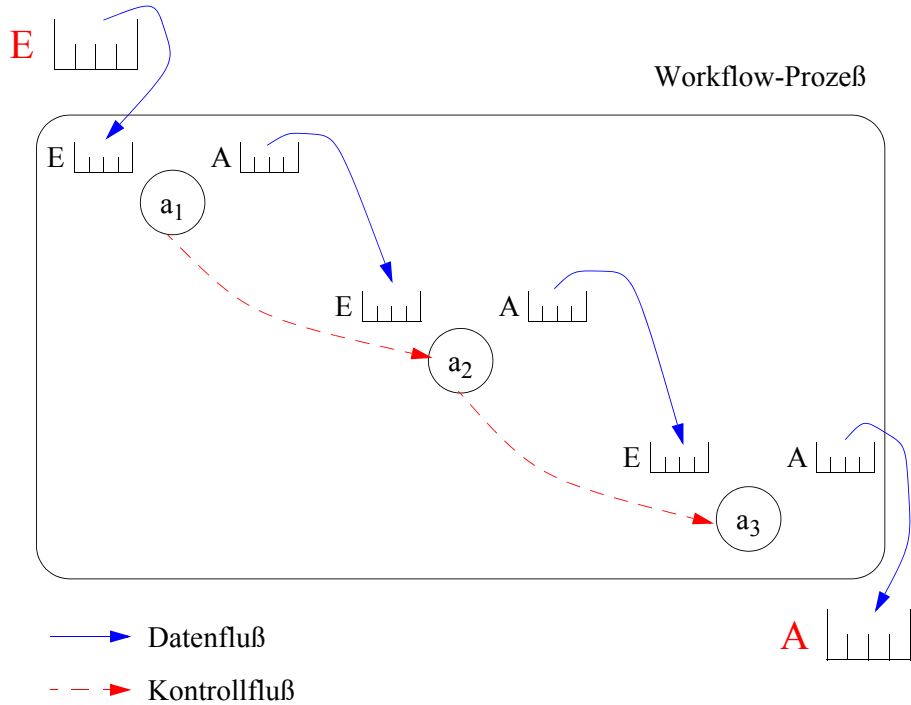 E
Workflow-Prozeß
E
A
a1
E
A
a2
E
A
a3
A
Datenfluß
Kontrollfluß